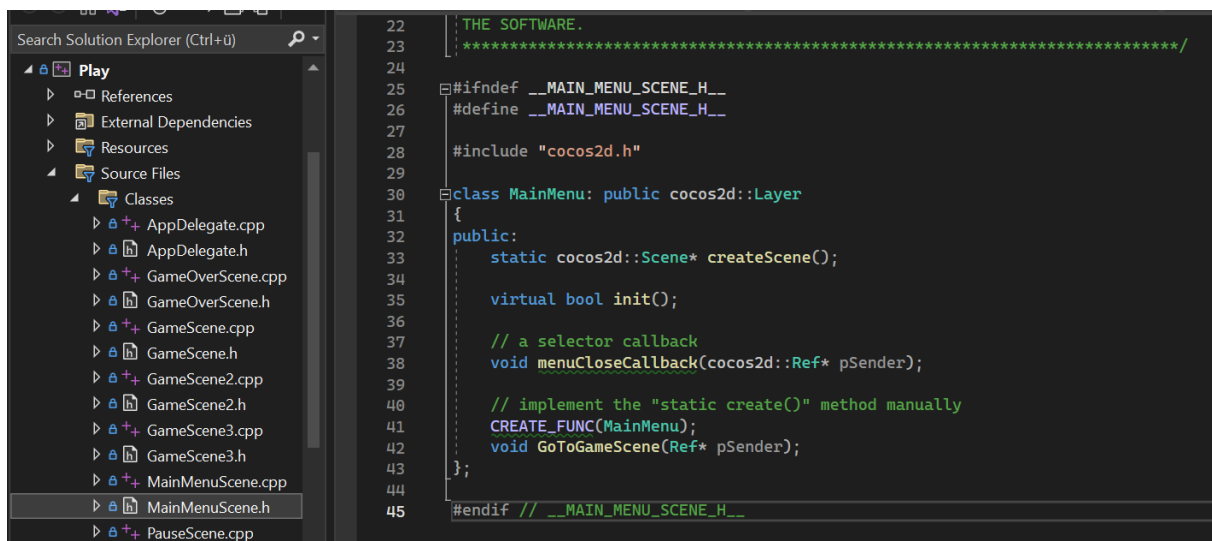 Search Solution Explorer (Ctrl+ü)
Play
References
External Dependencies
Resources
Source Files
Classes
AppDelegate.cpp
AppDelegate.h
GameOverScene.cpp
GameOverScene.h
GameScene.cpp
GameScene.h
GameScene2.cpp
GameScene2.h
GameScene3.cpp
GameScene3.h
MainMenuScene.cpp
MainMenuScene.h
PauseScene.cpp
22 THE SOFTWARE.
23 ****************************************************************************/
24
25 #ifndef __MAIN_MENU_SCENE_H__
26 #define __MAIN_MENU_SCENE_H__
27
28 #include "cocos2d.h"
29
30 class MainMenu: public cocos2d::Layer
31 {
32 public:
33 static cocos2d::Scene* createScene();
34
35 virtual bool init();
36
37 // a selector callback
38 void menuCloseCallback(cocos2d::Ref* pSender);
39
40 // implement the "static create()" method manually
41 CREATE_FUNC(MainMenu);
42 void GoToGameScene(Ref* pSender);
43 };
44
45 #endif // __MAIN_MENU_SCENE_H__